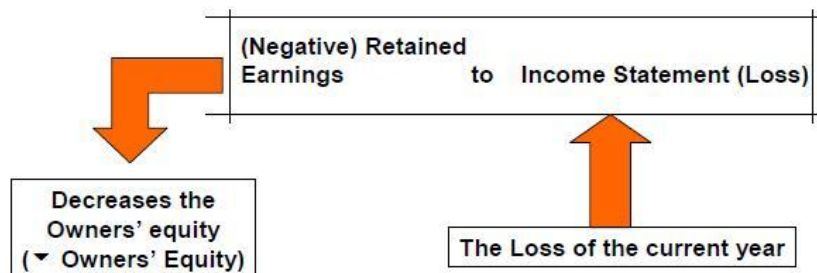 (Negative) Retained
Earnings to Income Statement (Loss)
Decreases the
Owners' equity
(▼ Owners' Equity)
The Loss of the current year